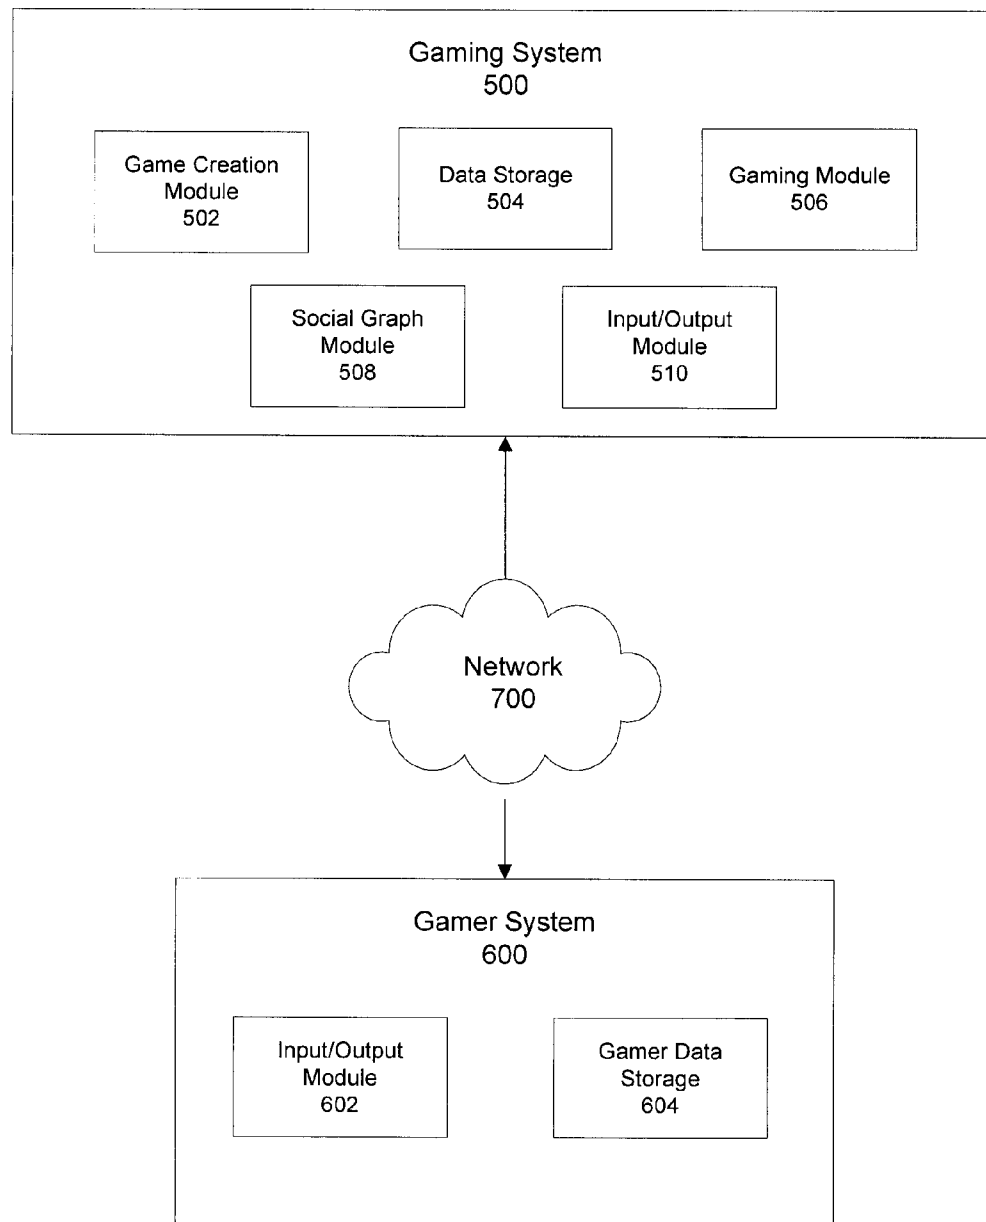 Gaming System
500
Game Creation
Module
502
Data Storage
504
Gaming Module
506
Social Graph
Module
508
Input/Output
Module
510
Network
700
Gamer System
600
Input/Output
Module
602
Gamer Data
Storage
604